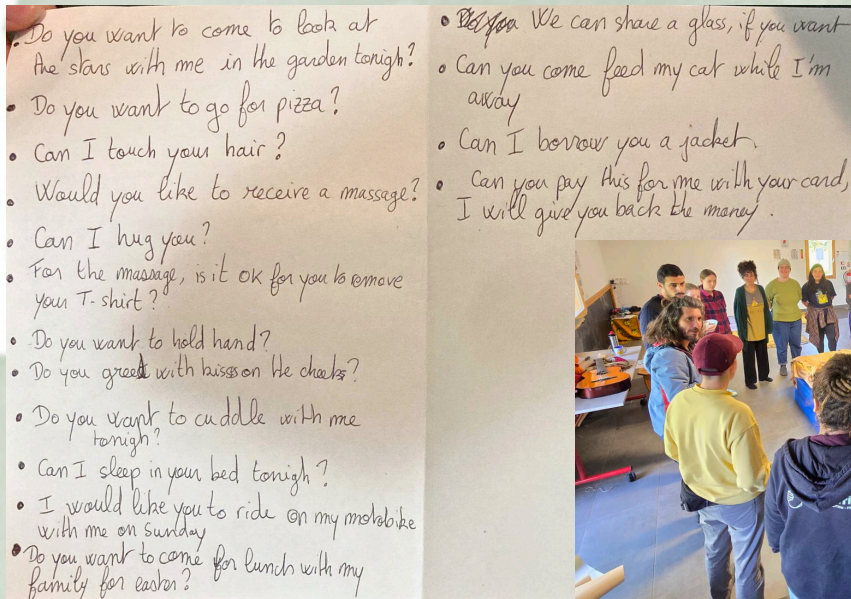 • Do you want to come to look at
the stars with me in the garden tonigh?
• Do you want to go for pizza?
• Can I touch your hair?
• Would you like to receive a massage?
• Can I hug you?
• For the massage, is it ok for you to remove
your T-shirt?
• Do you want to hold hand?
• Do you greet with kisses on the cheeks?
• Do you want to cuddle with me
tonigh?
• Can I sleep in your bed tonigh?
• I would like you to ride on my motobike
with me on sunday
• Do you want to come for lunch with my
family for easter?
• We can share a glass, if you want
• Can you come feed my cat while I'm
away
• Can I borrow you a jacket.
• Can you pay this for me with your card,
I will give you back the money.